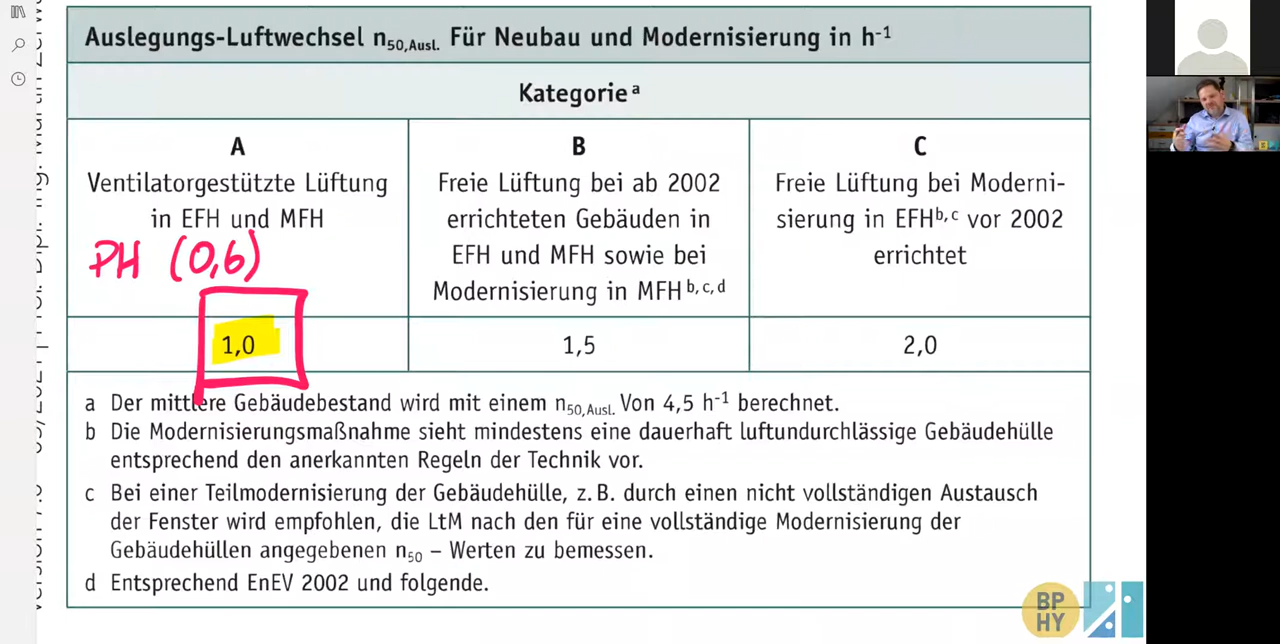 Auslegungs-Luftwechsel n50,Ausl. Für Neubau und Modernisierung in h-1
Kategorie a
A
Ventilatorgestützte Lüftung
in EFH und MFH
PH (0,6)
B
Freie Lüftung bei ab 2002
errichteten Gebäuden in
EFH und MFH sowie bei
Modernisierung in MFH b, c, d
C
Freie Lüftung bei Moderni-
sierung in EFH b, c vor 2002
errichtet
1,0
1,5
2,0
a Der mittlere Gebäudebestand wird mit einem n50,Ausl. Von 4,5 h-1 berechnet.
b Die Modernisierungsmaßnahme sieht mindestens eine dauerhaft luftundurchlässige Gebäudehülle
entsprechend den anerkannten Regeln der Technik vor.
c Bei einer Teilmodernisierung der Gebäudehülle, z. B. durch einen nicht vollständigen Austausch
der Fenster wird empfohlen, die LtM nach den für eine vollständige Modernisierung der
Gebäudehüllen angegebenen n50 – Werten zu bemessen.
d Entsprechend EnEV 2002 und folgende.
BP
HY